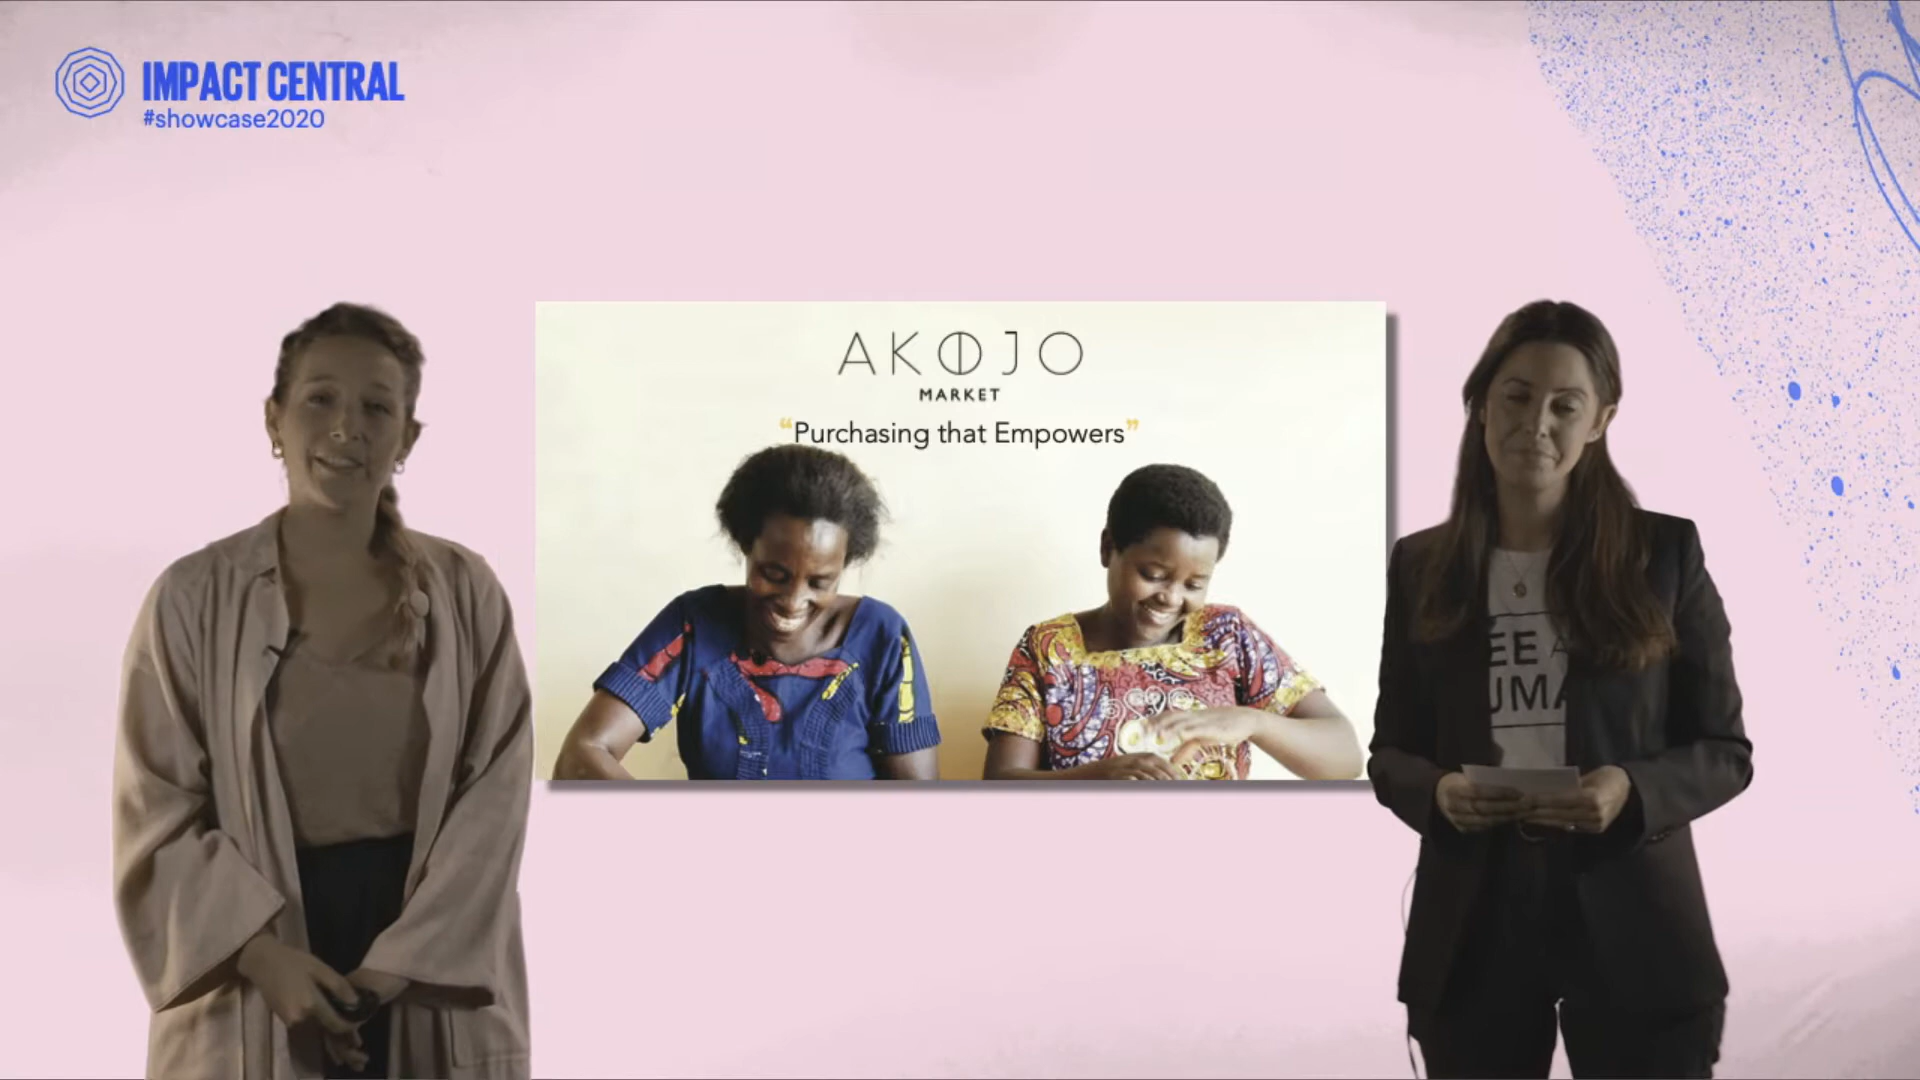 IMPACT CENTRAL
#showcase2020
AKOJO
MARKET
“Purchasing that Empowers”